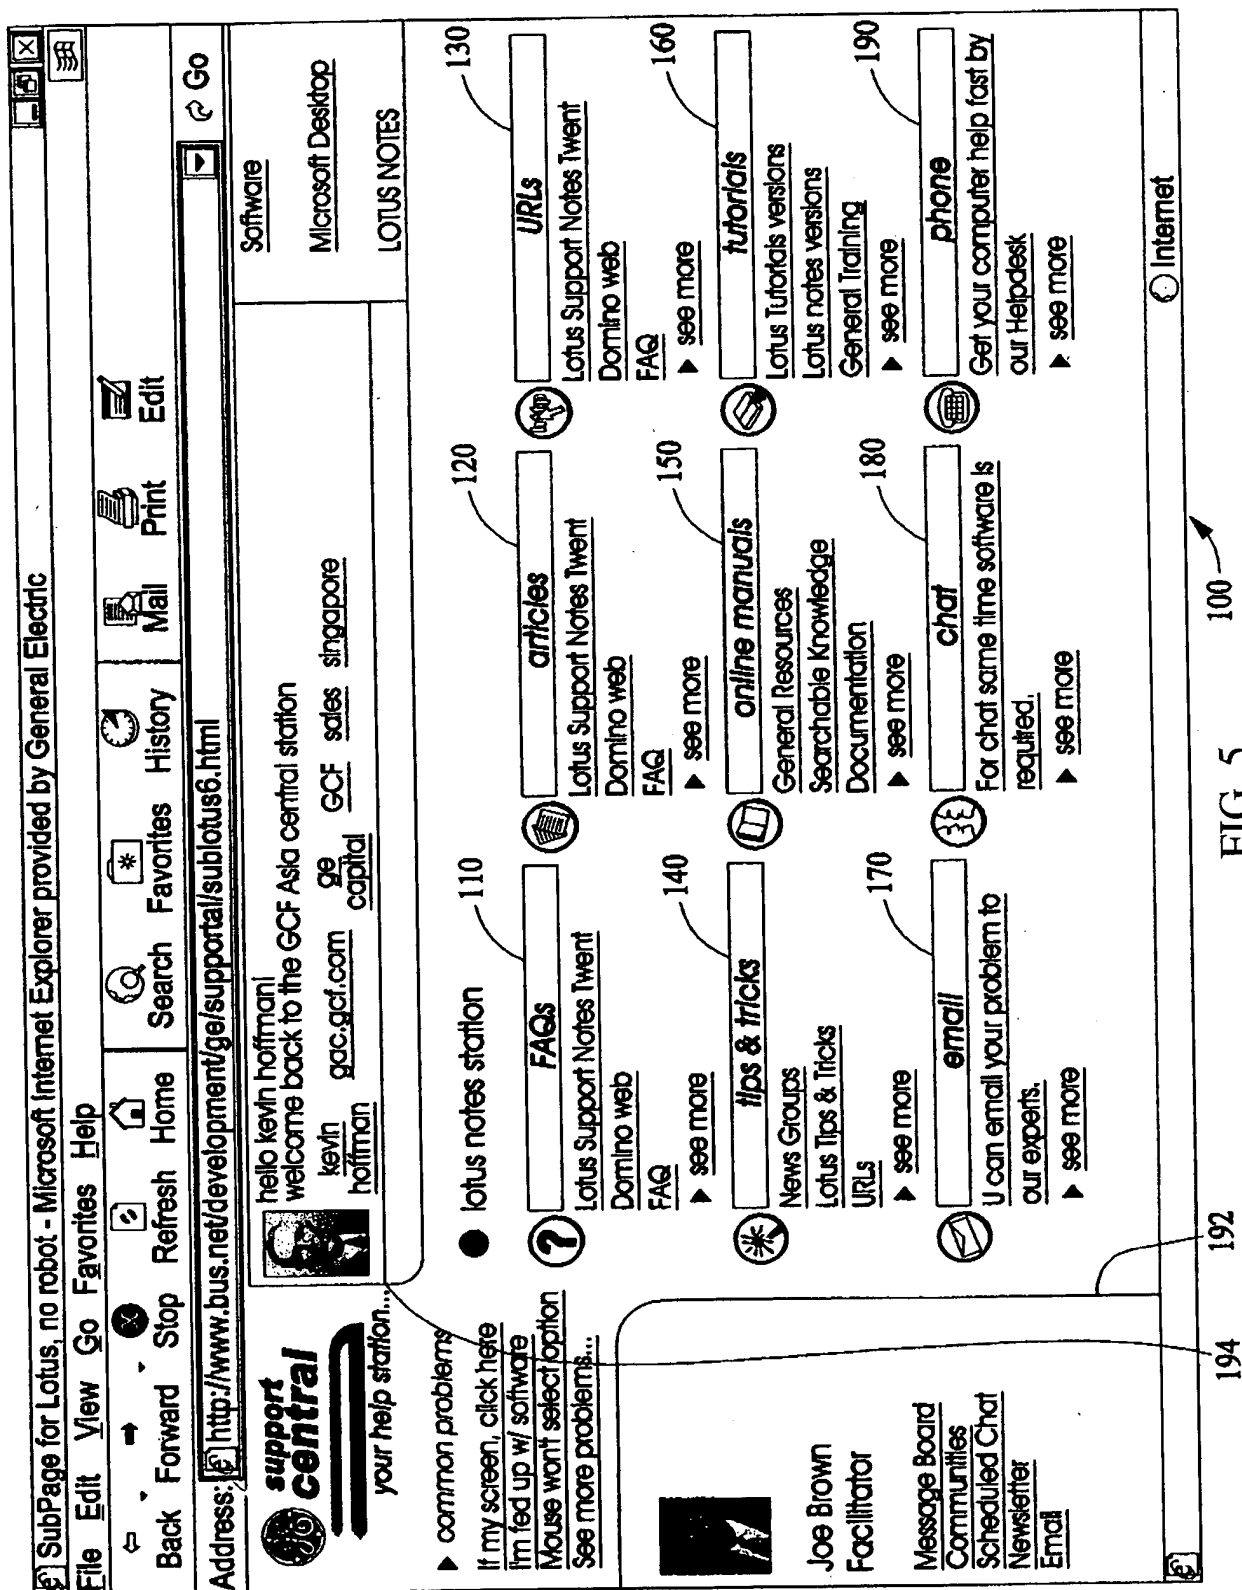 SubPage for Lotus, no robot - Microsoft Internet Explorer provided by General Electric
File Edit View Go Favorites Help
Back Forward Stop Refresh Home Search Favorites History Mail Print Edit
Address: http://www.bus.net/development/ge/supportal/sublotus6.html Go
support
central
your help station...
hello kevin hoffman!
welcome back to the GCF Asia central station
kevin
hoffman
gac.gcf.com
ge
capital
GCF
sales
singapore
Software
Microsoft Desktop
LOTUS NOTES
▶ common problems
If my screen, click here
I'm fed up w/ software
Mouse won't select option
See more problems...
Joe Brown
Facilitator
Message Board
Communities
Scheduled Chat
Newsletter
Email
lotus notes station
110
FAQs
Lotus Support Notes Twent
Domino web
FAQ
▶ see more
120
articles
Lotus Support Notes Twent
Domino web
FAQ
▶ see more
130
URLs
Lotus Support Notes Twent
Domino web
FAQ
▶ see more
140
tips & tricks
News Groups
Lotus Tips & Tricks
URLs
▶ see more
150
online manuals
General Resources
Searchable Knowledge
Documentation
▶ see more
160
tutorials
Lotus Tutorials versions
Lotus notes versions
General Training
▶ see more
170
email
U can email your problem to
our experts.
▶ see more
180
chat
For chat same time software is
required.
▶ see more
190
phone
Get your computer help fast by
our Helpdesk
▶ see more
Internet
194
192
100
FIG 5